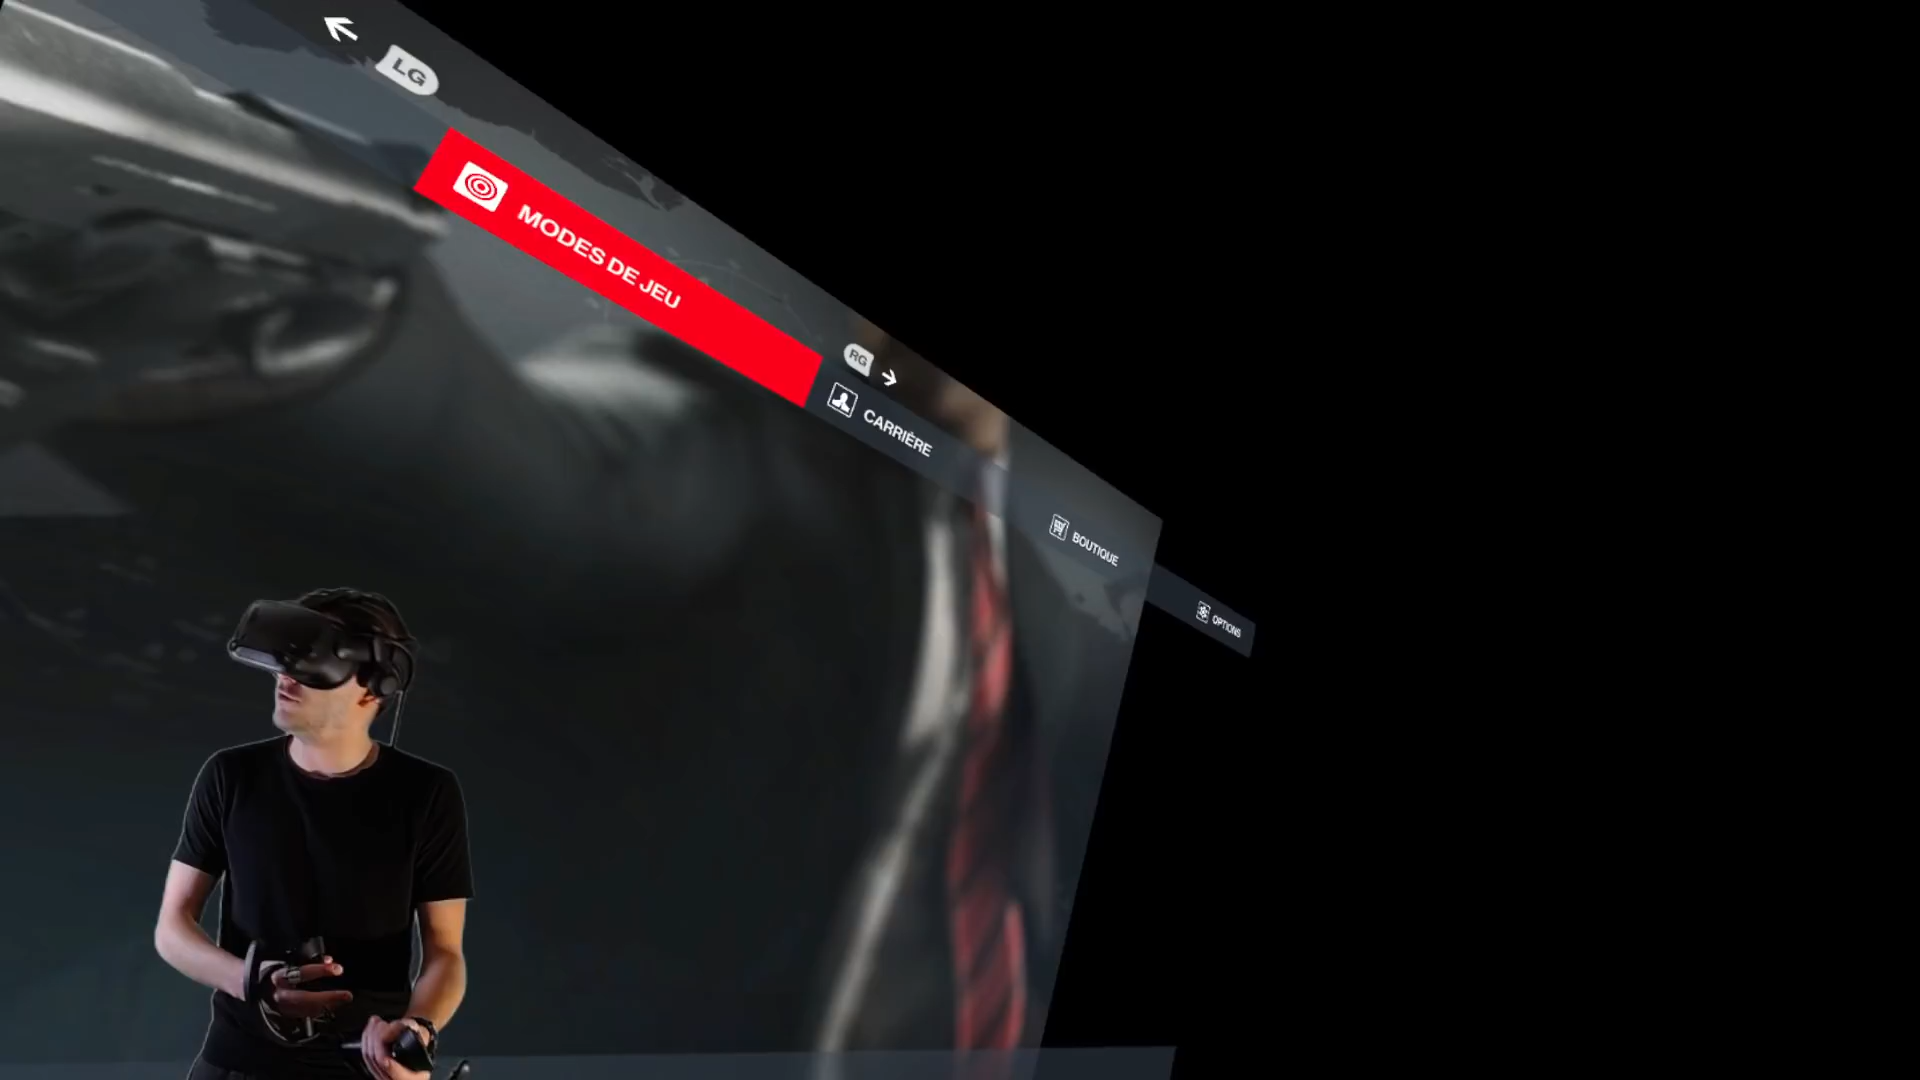 LG
MODES DE JEU
RG
CARRIÈRE
BOUTIQUE
OPTIONS